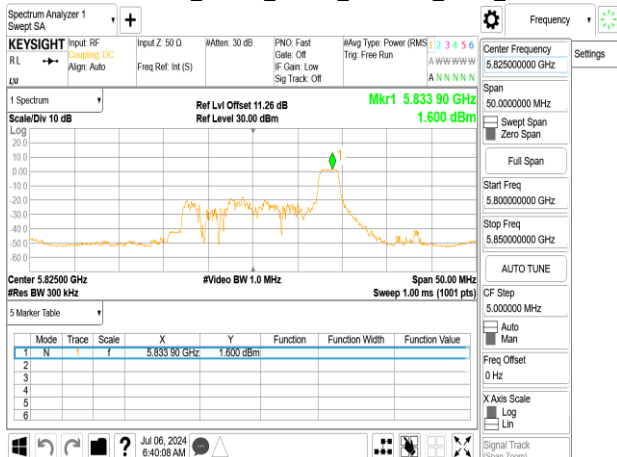 Spectrum Analyzer 1
Swept SA
Frequency
Settings
KEYSIGHT
RL
Input: RF
Coupling: DC
Align: Auto
Input Z: 50 Ω
Freq Ref: Int (S)
#Atten: 30 dB
PNO: Fast
Gate: Off
IF Gain: Low
Sig Track: Off
#Avg Type: Power (RMS
Trig: Free Run
1 2 3 4 5 6
A W W W W W
A N N N N N
1 Spectrum
Scale/Div 10 dB
Ref Lvl Offset 11.26 dB
Ref Level 30.00 dBm
Mkr1 5.833 90 GHz
1.600 dBm
Log
20.0
10.0
0.00
-10.0
-20.0
-30.0
-40.0
-50.0
-60.0
1
Center 5.82500 GHz
#Video BW 1.0 MHz
Span 50.00 MHz
#Res BW 300 kHz
Sweep 1.00 ms (1001 pts)
5 Marker Table
Mode Trace Scale X Y Function Function Width Function Value
1 N 1 f 5.833 90 GHz 1.600 dBm
2
3
4
5
6
Center Frequency
5.825000000 GHz
Span
50.0000000 MHz
Swept Span
Zero Span
Full Span
Start Freq
5.800000000 GHz
Stop Freq
5.850000000 GHz
AUTO TUNE
CF Step
5.000000 MHz
Auto
Man
Freq Offset
0 Hz
X Axis Scale
Log
Lin
Signal Track
(Span Zoom)
?
Jul 06, 2024
6:40:08 AM